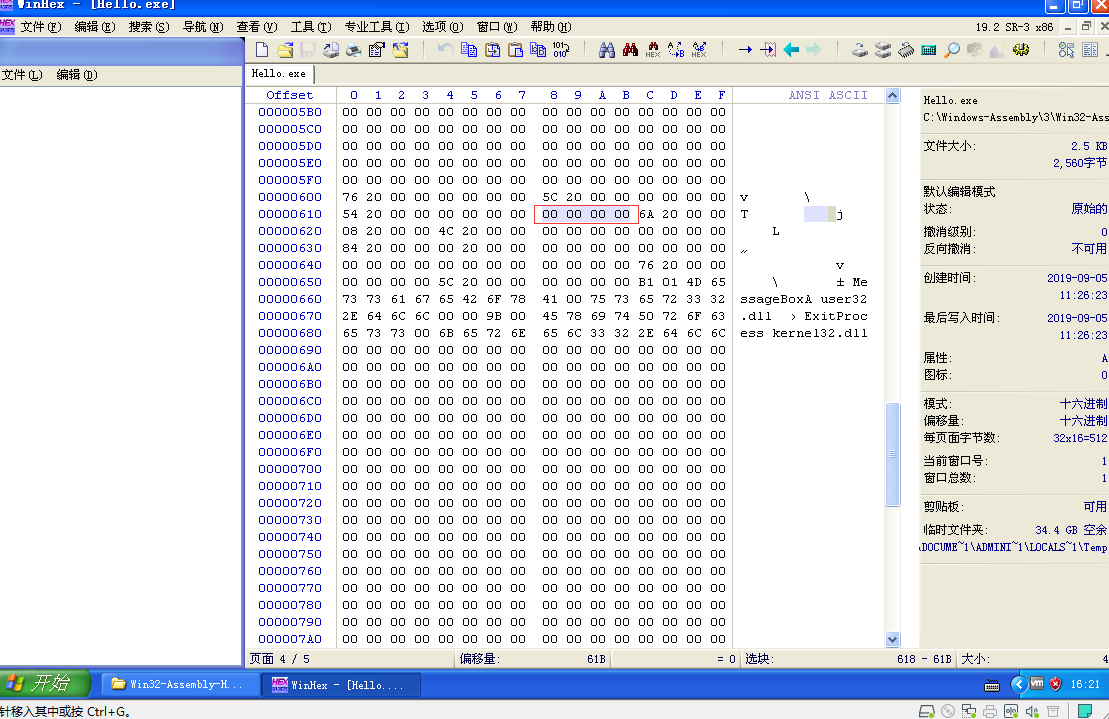 WinHex - [Hello.exe]
文件(F) 编辑(E) 搜索(S) 导航(N) 查看(V) 工具(T) 专业工具(I) 选项(O) 窗口(W) 帮助(H) 19.2 SR-3 x86
文件(L) 编辑(D)
Hello.exe
Offset 0 1 2 3 4 5 6 7 8 9 A B C D E F ANSI ASCII
000005B0 00 00 00 00 00 00 00 00 00 00 00 00 00 00 00 00
000005C0 00 00 00 00 00 00 00 00 00 00 00 00 00 00 00 00
000005D0 00 00 00 00 00 00 00 00 00 00 00 00 00 00 00 00
000005E0 00 00 00 00 00 00 00 00 00 00 00 00 00 00 00 00
000005F0 00 00 00 00 00 00 00 00 00 00 00 00 00 00 00 00
00000600 76 20 00 00 00 00 00 00 5C 20 00 00 00 00 00 00 v \
00000610 54 20 00 00 00 00 00 00 00 00 00 00 6A 20 00 00 T j
00000620 08 20 00 00 4C 20 00 00 00 00 00 00 00 00 00 00 L
00000630 84 20 00 00 00 20 00 00 00 00 00 00 00 00 00 00 „
00000640 00 00 00 00 00 00 00 00 00 00 00 00 76 20 00 00 v
00000650 00 00 00 00 5C 20 00 00 00 00 00 00 B1 01 4D 65 \ ± Me
00000660 73 73 61 67 65 42 6F 78 41 00 75 73 65 72 33 32 ssageBoxA user32
00000670 2E 64 6C 6C 00 00 9B 00 45 78 69 74 50 72 6F 63 .dll › ExitProc
00000680 65 73 73 00 6B 65 72 6E 65 6C 33 32 2E 64 6C 6C ess kernel32.dll
00000690 00 00 00 00 00 00 00 00 00 00 00 00 00 00 00 00
000006A0 00 00 00 00 00 00 00 00 00 00 00 00 00 00 00 00
000006B0 00 00 00 00 00 00 00 00 00 00 00 00 00 00 00 00
000006C0 00 00 00 00 00 00 00 00 00 00 00 00 00 00 00 00
000006D0 00 00 00 00 00 00 00 00 00 00 00 00 00 00 00 00
000006E0 00 00 00 00 00 00 00 00 00 00 00 00 00 00 00 00
000006F0 00 00 00 00 00 00 00 00 00 00 00 00 00 00 00 00
00000700 00 00 00 00 00 00 00 00 00 00 00 00 00 00 00 00
00000710 00 00 00 00 00 00 00 00 00 00 00 00 00 00 00 00
00000720 00 00 00 00 00 00 00 00 00 00 00 00 00 00 00 00
00000730 00 00 00 00 00 00 00 00 00 00 00 00 00 00 00 00
00000740 00 00 00 00 00 00 00 00 00 00 00 00 00 00 00 00
00000750 00 00 00 00 00 00 00 00 00 00 00 00 00 00 00 00
00000760 00 00 00 00 00 00 00 00 00 00 00 00 00 00 00 00
00000770 00 00 00 00 00 00 00 00 00 00 00 00 00 00 00 00
00000780 00 00 00 00 00 00 00 00 00 00 00 00 00 00 00 00
00000790 00 00 00 00 00 00 00 00 00 00 00 00 00 00 00 00
000007A0 00 00 00 00 00 00 00 00 00 00 00 00 00 00 00 00
Hello.exe
C:\Windows-Assembly\3\Win32-Ass
文件大小: 2.5 KB
2,560字节
默认编辑模式
状态: 原始的
撤消级别: 0
反向撤消: 不可用
创建时间: 2019-09-05
11:26:23
最后写入时间: 2019-09-05
11:26:23
属性: A
图标: 0
模式: 十六进制
偏移量: 十六进制
每页面字节数: 32x16=512
当前窗口号: 1
窗口总数: 1
剪贴板: 可用
临时文件夹: 34.4 GB 空余
\DOCUME~1\ADMINI~1\LOCALS~1\Temp
页面 4 / 5 偏移量: 61B = 0 选块: 618 - 61B 大小: 4
开始 Win32-Assembly-H... WinHex - [Hello.... 16:21
针移入其中或按 Ctrl+G。